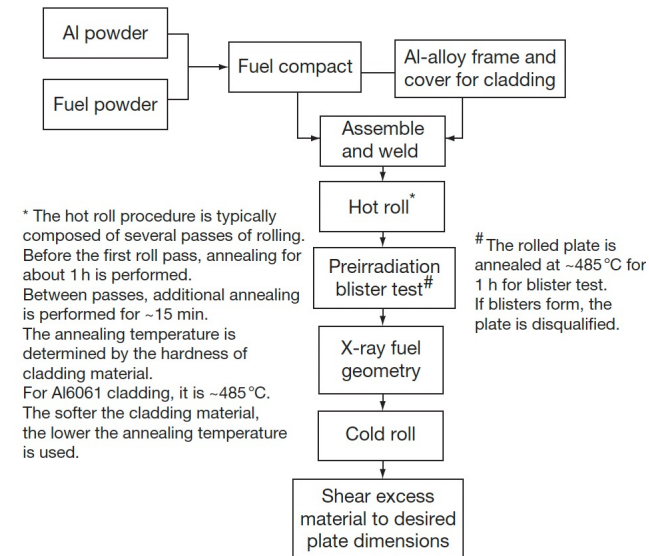 Al powder
Fuel powder
Fuel compact
Al-alloy frame and
cover for cladding
Assemble
and weld
Hot roll*
* The hot roll procedure is typically
composed of several passes of rolling.
Before the first roll pass, annealing for
about 1 h is performed.
Between passes, additional annealing
is performed for ~15 min.
The annealing temperature is
determined by the hardness of
cladding material.
For Al6061 cladding, it is ~485 °C.
The softer the cladding material,
the lower the annealing temperature
is used.
Preirradiation
blister test#
# The rolled plate is
annealed at ~485 °C for
1 h for blister test.
If blisters form, the
plate is disqualified.
X-ray fuel
geometry
Cold roll
Shear excess
material to desired
plate dimensions